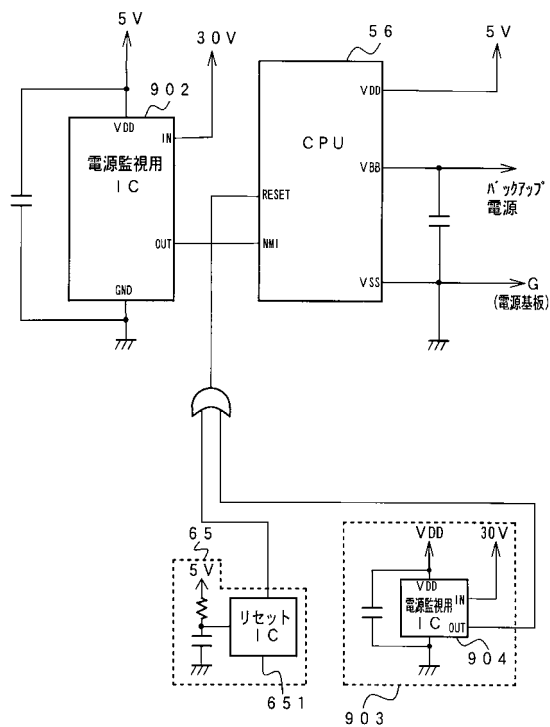 5V
902
30V
56
5V
VDD
IN
電源監視用
IC
OUT
GND
VDD
CPU
RESET
VBB
NMI
VSS
バックアップ
電源
G
(電源基板)
65
5V
リセット
IC
651
VDD
30V
VDD
電源監視用
IC
IN
OUT
904
903